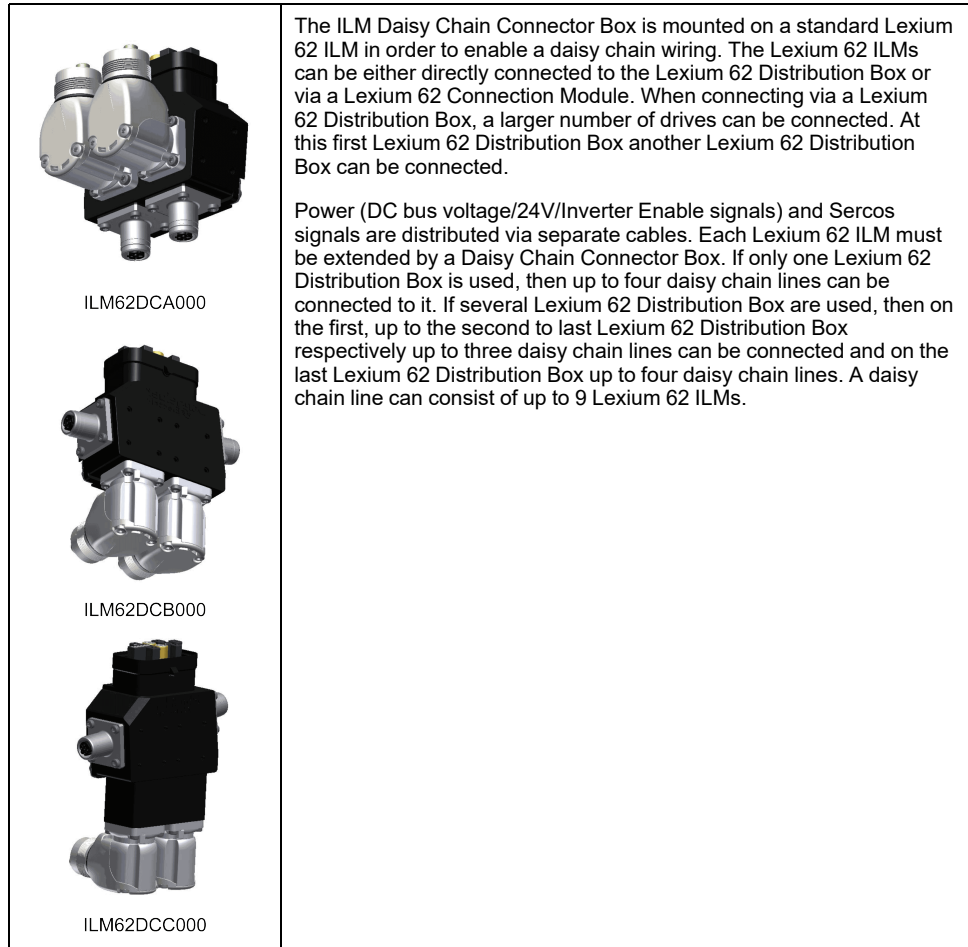 ILM62DCA000
ILM62DCB000
ILM62DCC000
The ILM Daisy Chain Connector Box is mounted on a standard Lexium
62 ILM in order to enable a daisy chain wiring. The Lexium 62 ILMs
can be either directly connected to the Lexium 62 Distribution Box or
via a Lexium 62 Connection Module. When connecting via a Lexium
62 Distribution Box, a larger number of drives can be connected. At
this first Lexium 62 Distribution Box another Lexium 62 Distribution
Box can be connected.
Power (DC bus voltage/24V/Inverter Enable signals) and Sercos
signals are distributed via separate cables. Each Lexium 62 ILM must
be extended by a Daisy Chain Connector Box. If only one Lexium 62
Distribution Box is used, then up to four daisy chain lines can be
connected to it. If several Lexium 62 Distribution Box are used, then on
the first, up to the second to last Lexium 62 Distribution Box
respectively up to three daisy chain lines can be connected and on the
last Lexium 62 Distribution Box up to four daisy chain lines. A daisy
chain line can consist of up to 9 Lexium 62 ILMs.